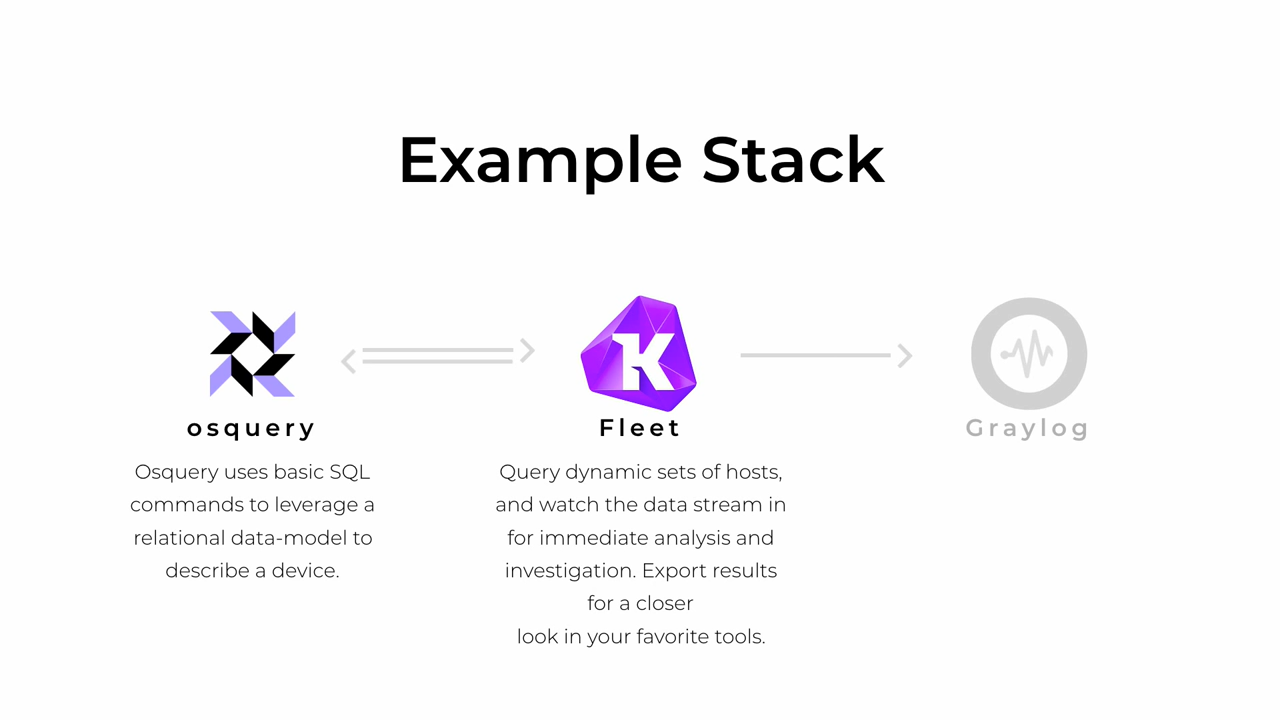 Example Stack
K
osquery
Fleet
Graylog
Osquery uses basic SQL
commands to leverage a
relational data-model to
describe a device.
Query dynamic sets of hosts,
and watch the data stream in
for immediate analysis and
investigation. Export results
for a closer
look in your favorite tools.